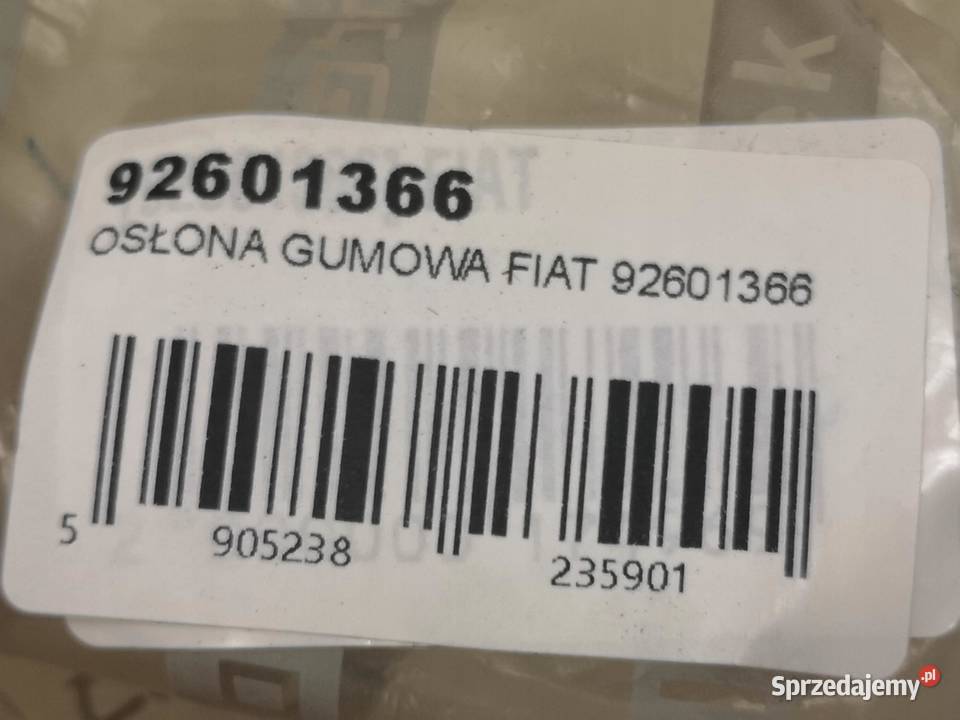 92601366
OSŁONA GUMOWA FIAT 92601366
5 905238 235901
Sprzedajemy.pl